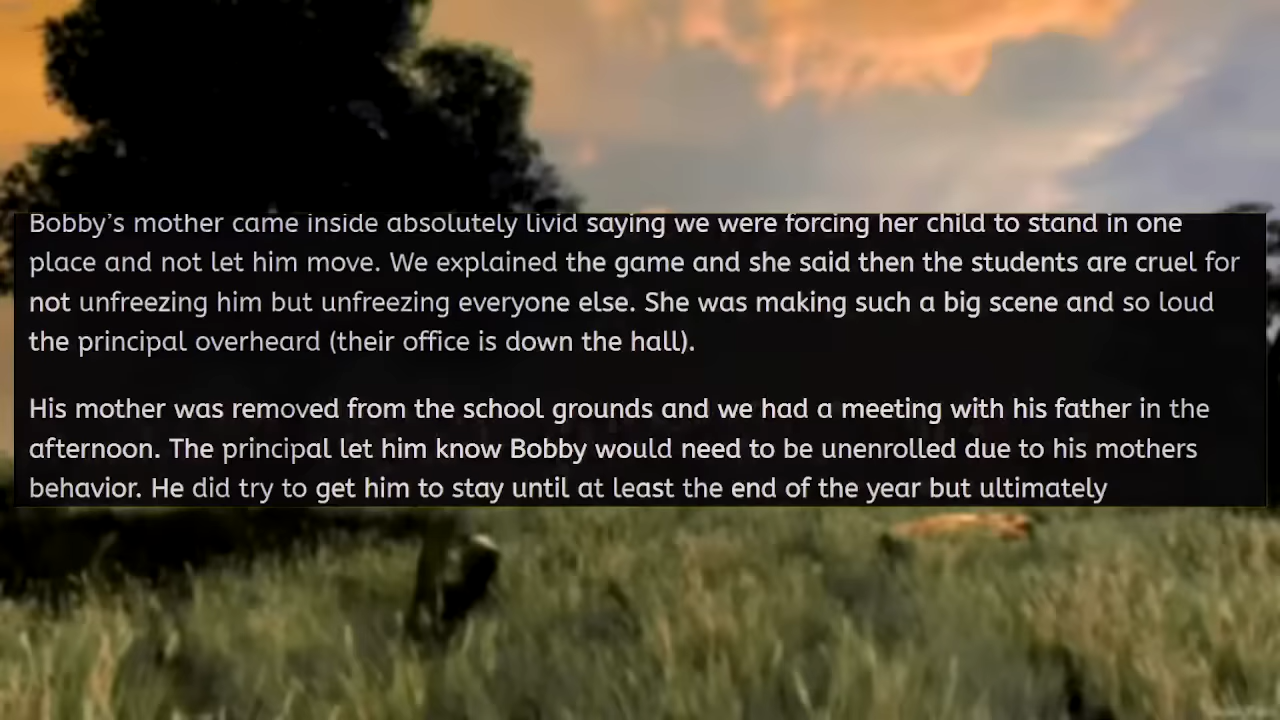 Bobby's mother came inside absolutely livid saying we were forcing her child to stand in one
place and not let him move. We explained the game and she said then the students are cruel for
not unfreezing him but unfreezing everyone else. She was making such a big scene and so loud
the principal overheard (their office is down the hall).
His mother was removed from the school grounds and we had a meeting with his father in the
afternoon. The principal let him know Bobby would need to be unenrolled due to his mothers
behavior. He did try to get him to stay until at least the end of the year but ultimately